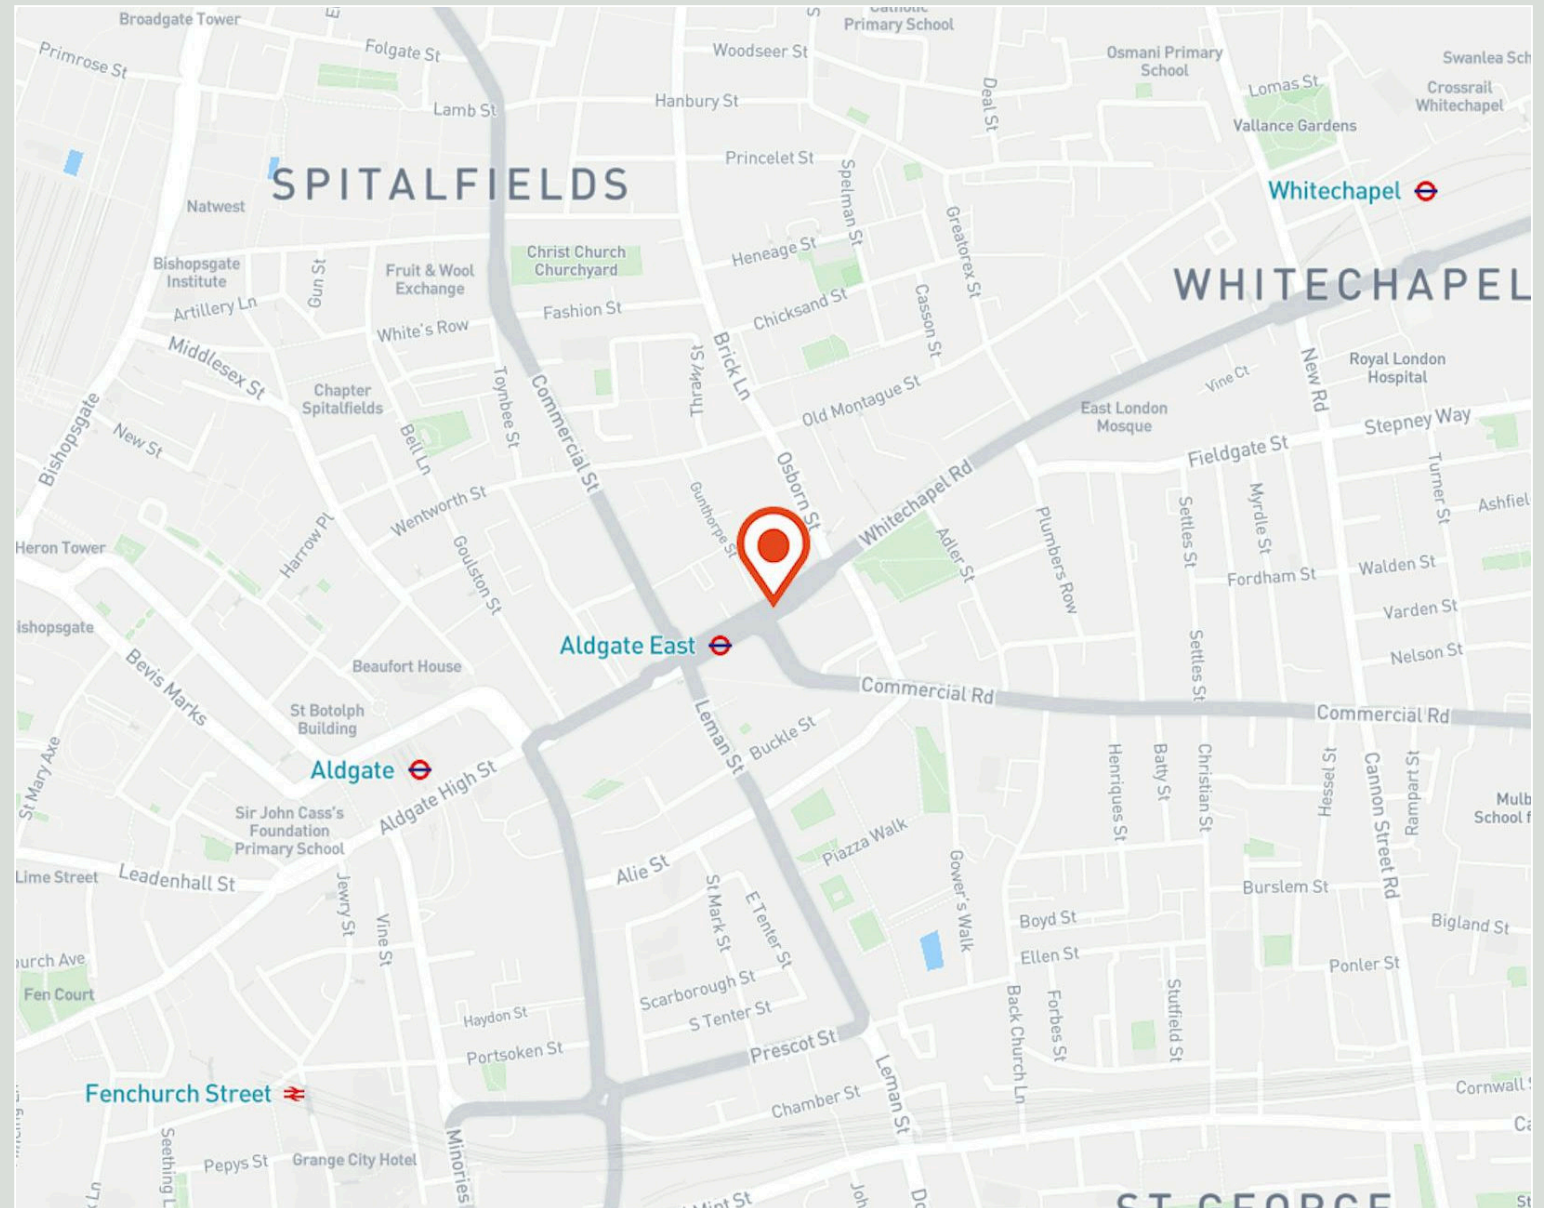 Broadgate Tower
Primrose St
Folgate St
Woodseer St
Primary School
Osmani Primary
School
Lamb St
Hanbury St
Deal St
Lomas St
Crossrail
Whitechapel
Vallance Gardens
Princelet St
Spelman St
SPITALFIELDS
Whitechapel
Natwest
Greatorex St
Christ Church
Churchyard
Heneage St
Bishopsgate
Institute
Gun St
Fruit & Wool
Exchange
WHITECHAPEL
Artillery Ln
Fashion St
Chicksand St
Casson St
White's Row
Middlesex St
Brick Ln
Thrawl St
New Rd
Royal London
Hospital
Vine Ct
Chapter
Spitalfields
Toynbee St
Commercial St
Old Montague St
East London
Mosque
Stepney Way
Bishopsgate
New St
Bell Ln
Fieldgate St
Osborn St
Whitechapel Rd
Turner St
Wentworth St
Gunthorpe St
Settles St
Myrdle St
Plumbers Row
Heron Tower
Harrow Pl
Goulston St
Adler St
Fordham St
Walden St
Varden St
Aldgate East
Beaufort House
Settles St
Nelson St
Bevis Marks
Commercial Rd
Commercial Rd
St Botolph
Building
Leman St
Buckle St
St Mary Axe
Aldgate
Aldgate High St
Henriques St
Batty St
Christian St
Hessel St
Cannon Street Rd
Rampart St
Sir John Cass's
Foundation
Primary School
Piazza Walk
Lime Street
Leadenhall St
Alie St
Jewry St
Vine St
St Mark St
E Tenter St
Gower's Walk
Burslem St
Boyd St
Bigland St
Ellen St
Ponler St
Fen Court
Scarborough St
S Tenter St
Haydon St
Back Church Ln
Forbes St
Stutfield St
Portsoken St
Prescot St
Fenchurch Street
Chamber St
Leman St
Cornwall
Minories
Pepys St
Grange City Hotel
ST GEORGE